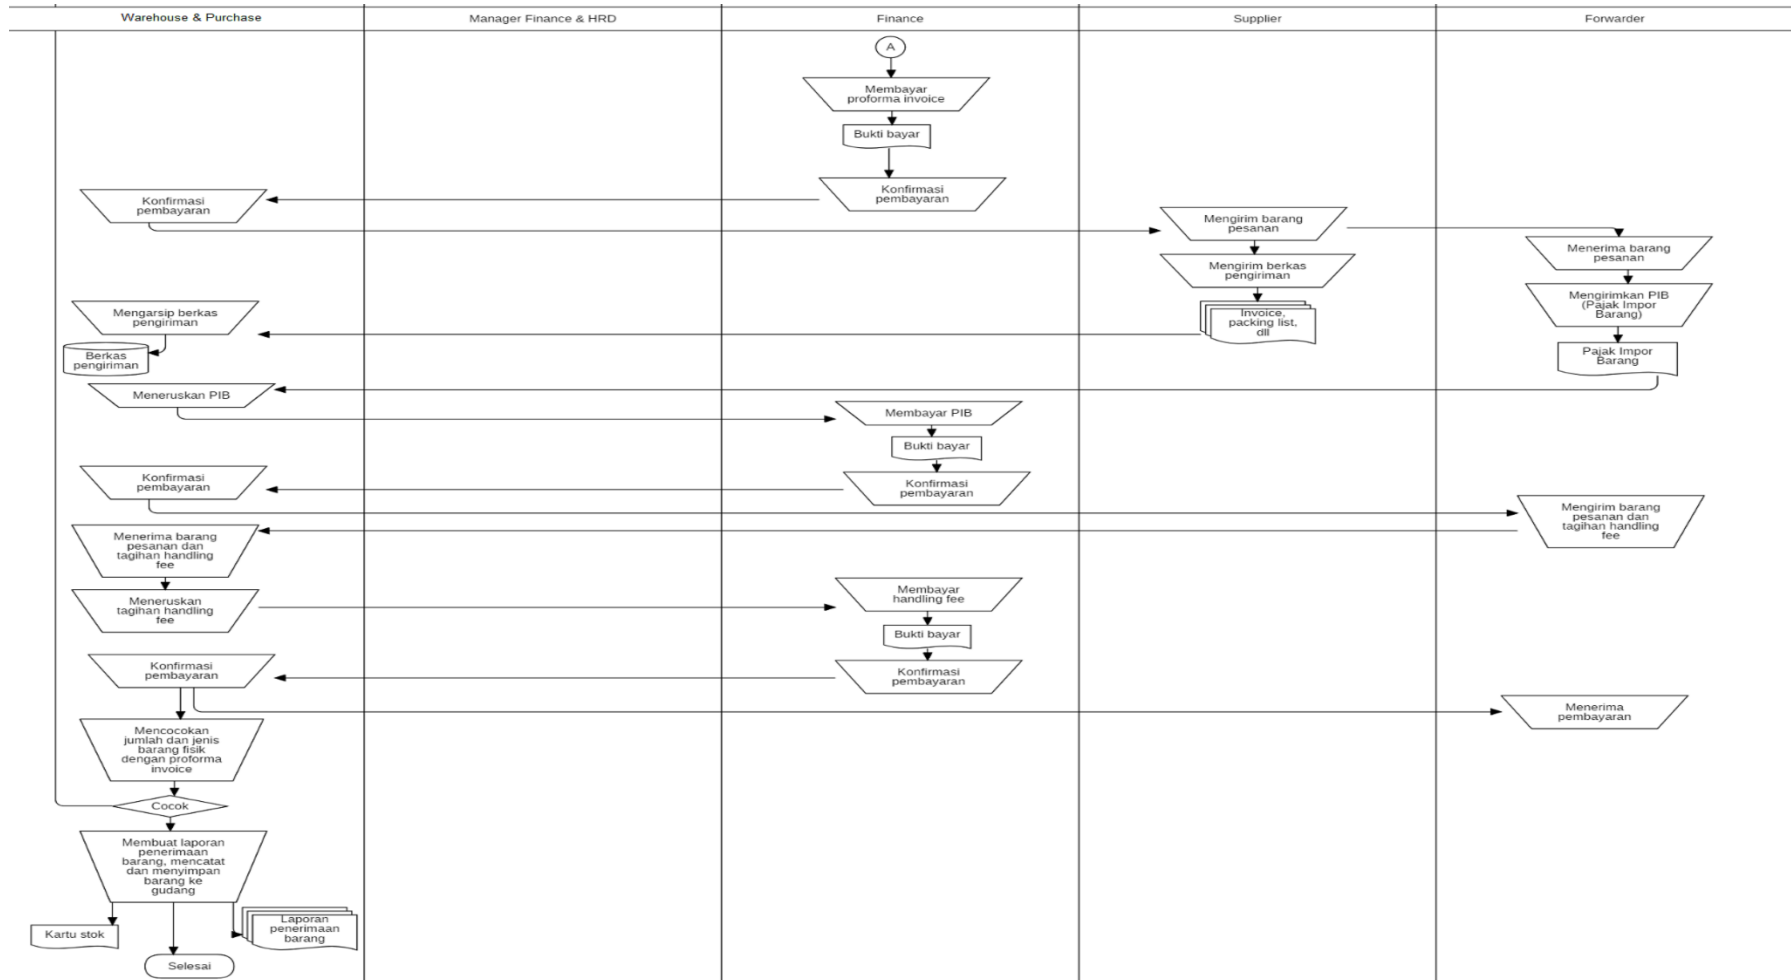 Warehouse & Purchase
Manager Finance & HRD
Finance
Supplier
Forwarder
A
Membayar
proforma invoice
Bukti bayar
Konfirmasi
pembayaran
Konfirmasi
pembayaran
Mengirim barang
pesanan
Menerima barang
pesanan
Mengirim berkas
pengiriman
Mengirimkan PIB
(Pajak Impor
Barang)
Invoice,
packing list,
dll
Mengarsip berkas
pengiriman
Berkas
pengiriman
Pajak Impor
Barang
Meneruskan PIB
Membayar PIB
Bukti bayar
Konfirmasi
pembayaran
Konfirmasi
pembayaran
Mengirim barang
pesanan dan
tagihan handling
fee
Menerima barang
pesanan dan
tagihan handling
fee
Meneruskan
tagihan handling
fee
Membayar
handling fee
Bukti bayar
Konfirmasi
pembayaran
Konfirmasi
pembayaran
Menerima
pembayaran
Mencocokan
jumlah dan jenis
barang fisik
dengan proforma
invoice
Cocok
Membuat laporan
penerimaan
barang, mencatat
dan menyimpan
barang ke
gudang
Kartu stok
Laporan
penerimaan
barang
Selesai